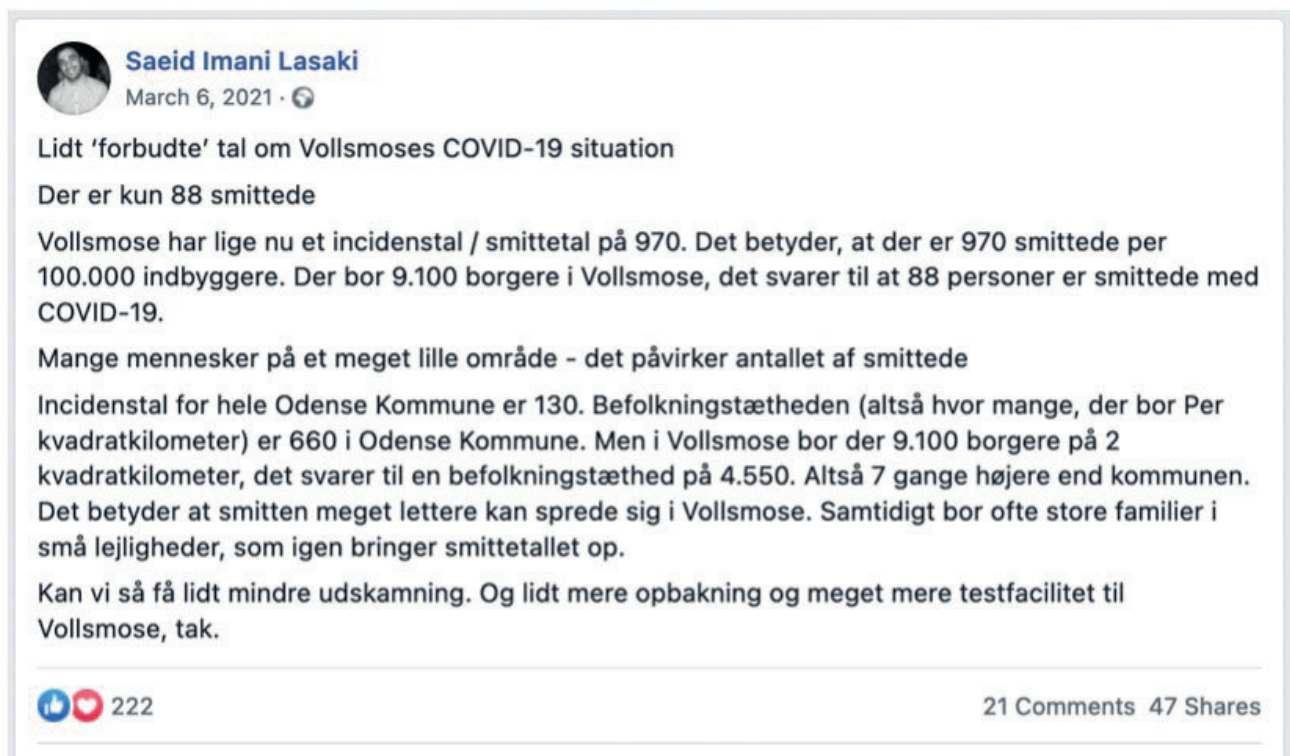 Saeid Imani Lasaki
March 6, 2021 ·
Lidt ‘forbudte’ tal om Vollsmoses COVID-19 situation
Der er kun 88 smittede
Vollsmose har lige nu et incidenstal / smittetal på 970. Det betyder, at der er 970 smittede per
100.000 indbyggere. Der bor 9.100 borgere i Vollsmose, det svarer til at 88 personer er smittede med
COVID-19.
Mange mennesker på et meget lille område - det påvirker antallet af smittede
Incidenstal for hele Odense Kommune er 130. Befolkningstætheden (altså hvor mange, der bor Per
kvadratkilometer) er 660 i Odense Kommune. Men i Vollsmose bor der 9.100 borgere på 2
kvadratkilometer, det svarer til en befolkningstæthed på 4.550. Altså 7 gange højere end kommunen.
Det betyder at smitten meget lettere kan sprede sig i Vollsmose. Samtidigt bor ofte store familier i
små lejligheder, som igen bringer smittetallet op.
Kan vi så få lidt mindre udskamning. Og lidt mere opbakning og meget mere testfacilitet til
Vollsmose, tak.
222
21 Comments 47 Shares